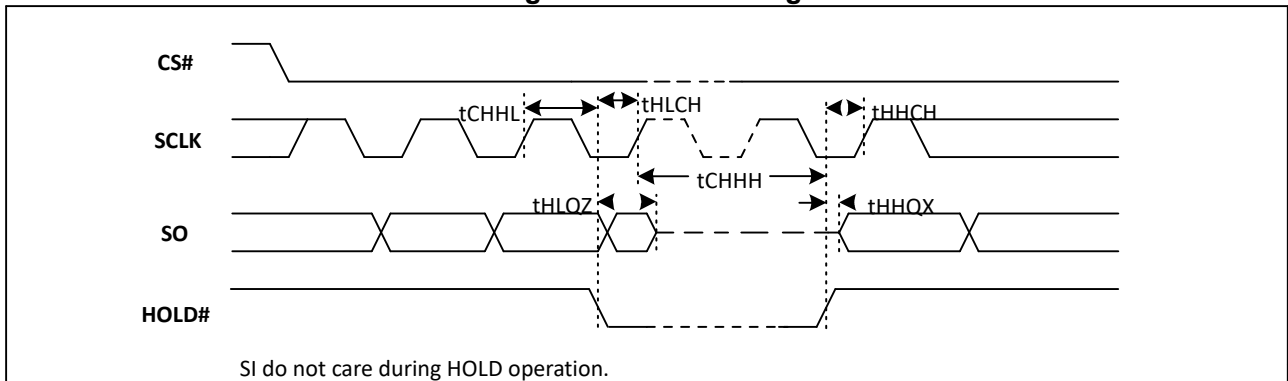 CS#
tCHHL
tHLCH
tHHCH
SCLK
tCHHH
tHLQZ
tHHQX
SO
HOLD#
SI do not care during HOLD operation.